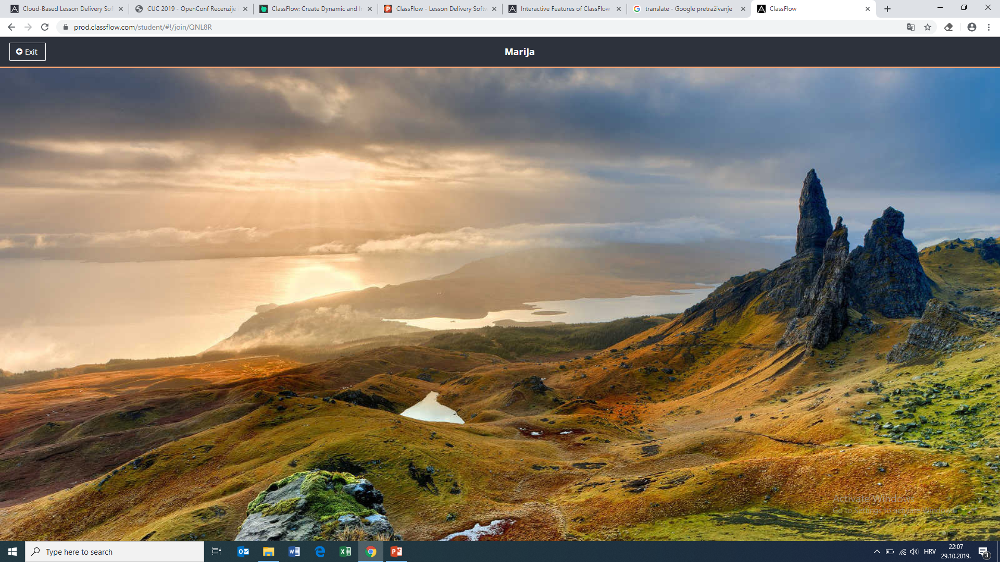 Cloud-Based Lesson Delivery Sof
CUC 2019 - OpenConf Recenzije
ClassFlow: Create Dynamic and In
ClassFlow - Lesson Delivery Softw
Interactive Features of ClassFlow
translate - Google pretraživanje
ClassFlow
prod.classflow.com/student/#!/join/QNL8R
Exit
MariJa
Activate Windows
Go to Settings to activate Windows.
Type here to search
HRV
22:07
29.10.2019.
3